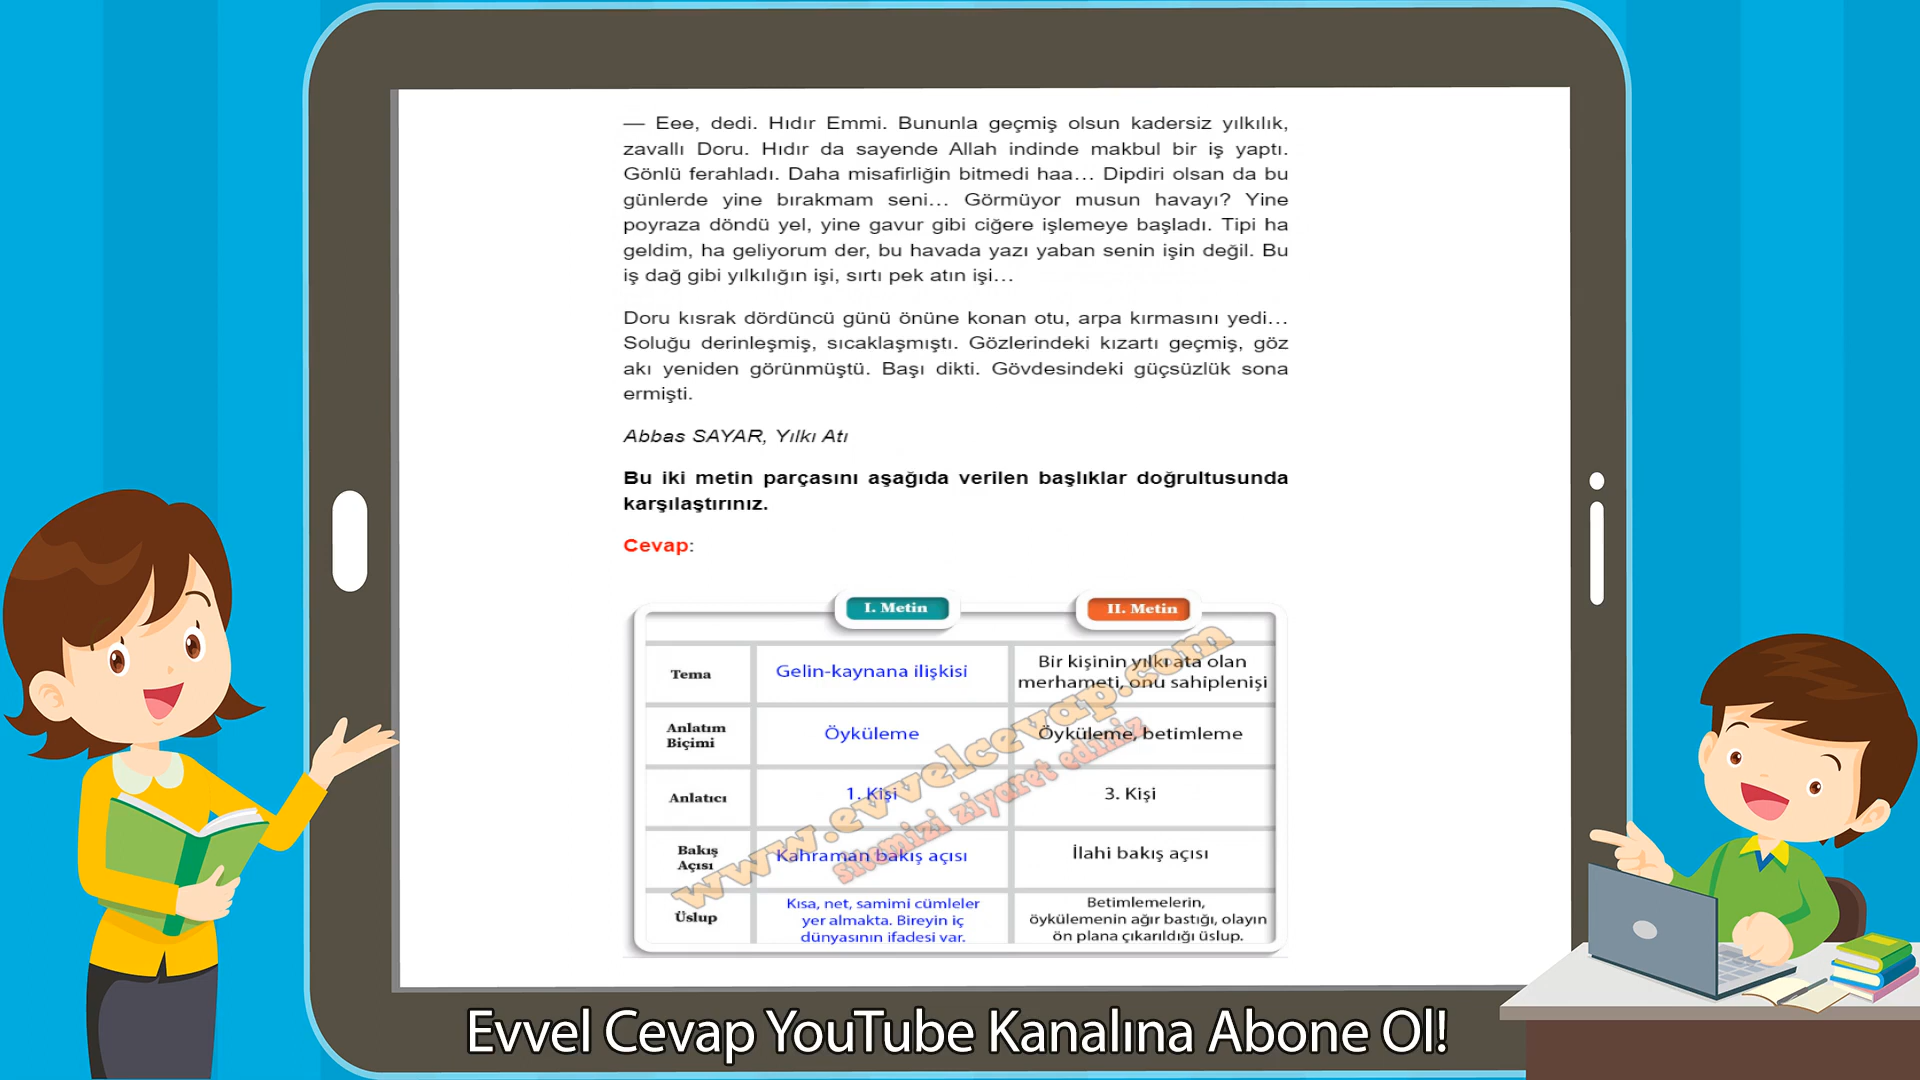 — Eee, dedi. Hıdır Emmi. Bununla geçmiş olsun kadersiz yılkılık,
zavallı Doru. Hıdır da sayende Allah indinde makbul bir iş yaptı.
Gönlü ferahladı. Daha misafirliğin bitmedi haa… Dipdiri olsan da bu
günlerde yine bırakmam seni… Görmüyor musun havayı? Yine
poyraza döndü yel, yine gavur gibi ciğere işlemeye başladı. Tipi ha
geldim, ha geliyorum der, bu havada yazı yaban senin işin değil. Bu
iş dağ gibi yılkılığın işi, sırtı pek atın işi…
Doru kısrak dördüncü günü önüne konan otu, arpa kırmasını yedi…
Soluğu derinleşmiş, sıcaklaşmıştı. Gözlerindeki kızartı geçmiş, göz
akı yeniden görünmüştü. Başı dikti. Gövdesindeki güçsüzlük sona
ermişti.
Abbas SAYAR, Yılkı Atı
Bu iki metin parçasını aşağıda verilen başlıklar doğrultusunda
karşılaştırınız.
Cevap:
I. Metin
II. Metin
Tema
Gelin-kaynana ilişkisi
Bir kişinin yılkı ata olan
merhameti, onu sahiplenişi
Anlatım
Biçimi
Öyküleme
Öyküleme, betimleme
Anlatıcı
1. Kişi
3. Kişi
Bakış
Açısı
Kahraman bakış açısı
İlahi bakış açısı
Üslup
Kısa, net, samimi cümleler
yer almakta. Bireyin iç
dünyasının ifadesi var.
Betimlemelerin,
öykülemenin ağır bastığı, olayın
ön plana çıkarıldığı üslup.
www.evvelcevap.com
sitemizi ziyaret ediniz
Evvel Cevap YouTube Kanalına Abone Ol!